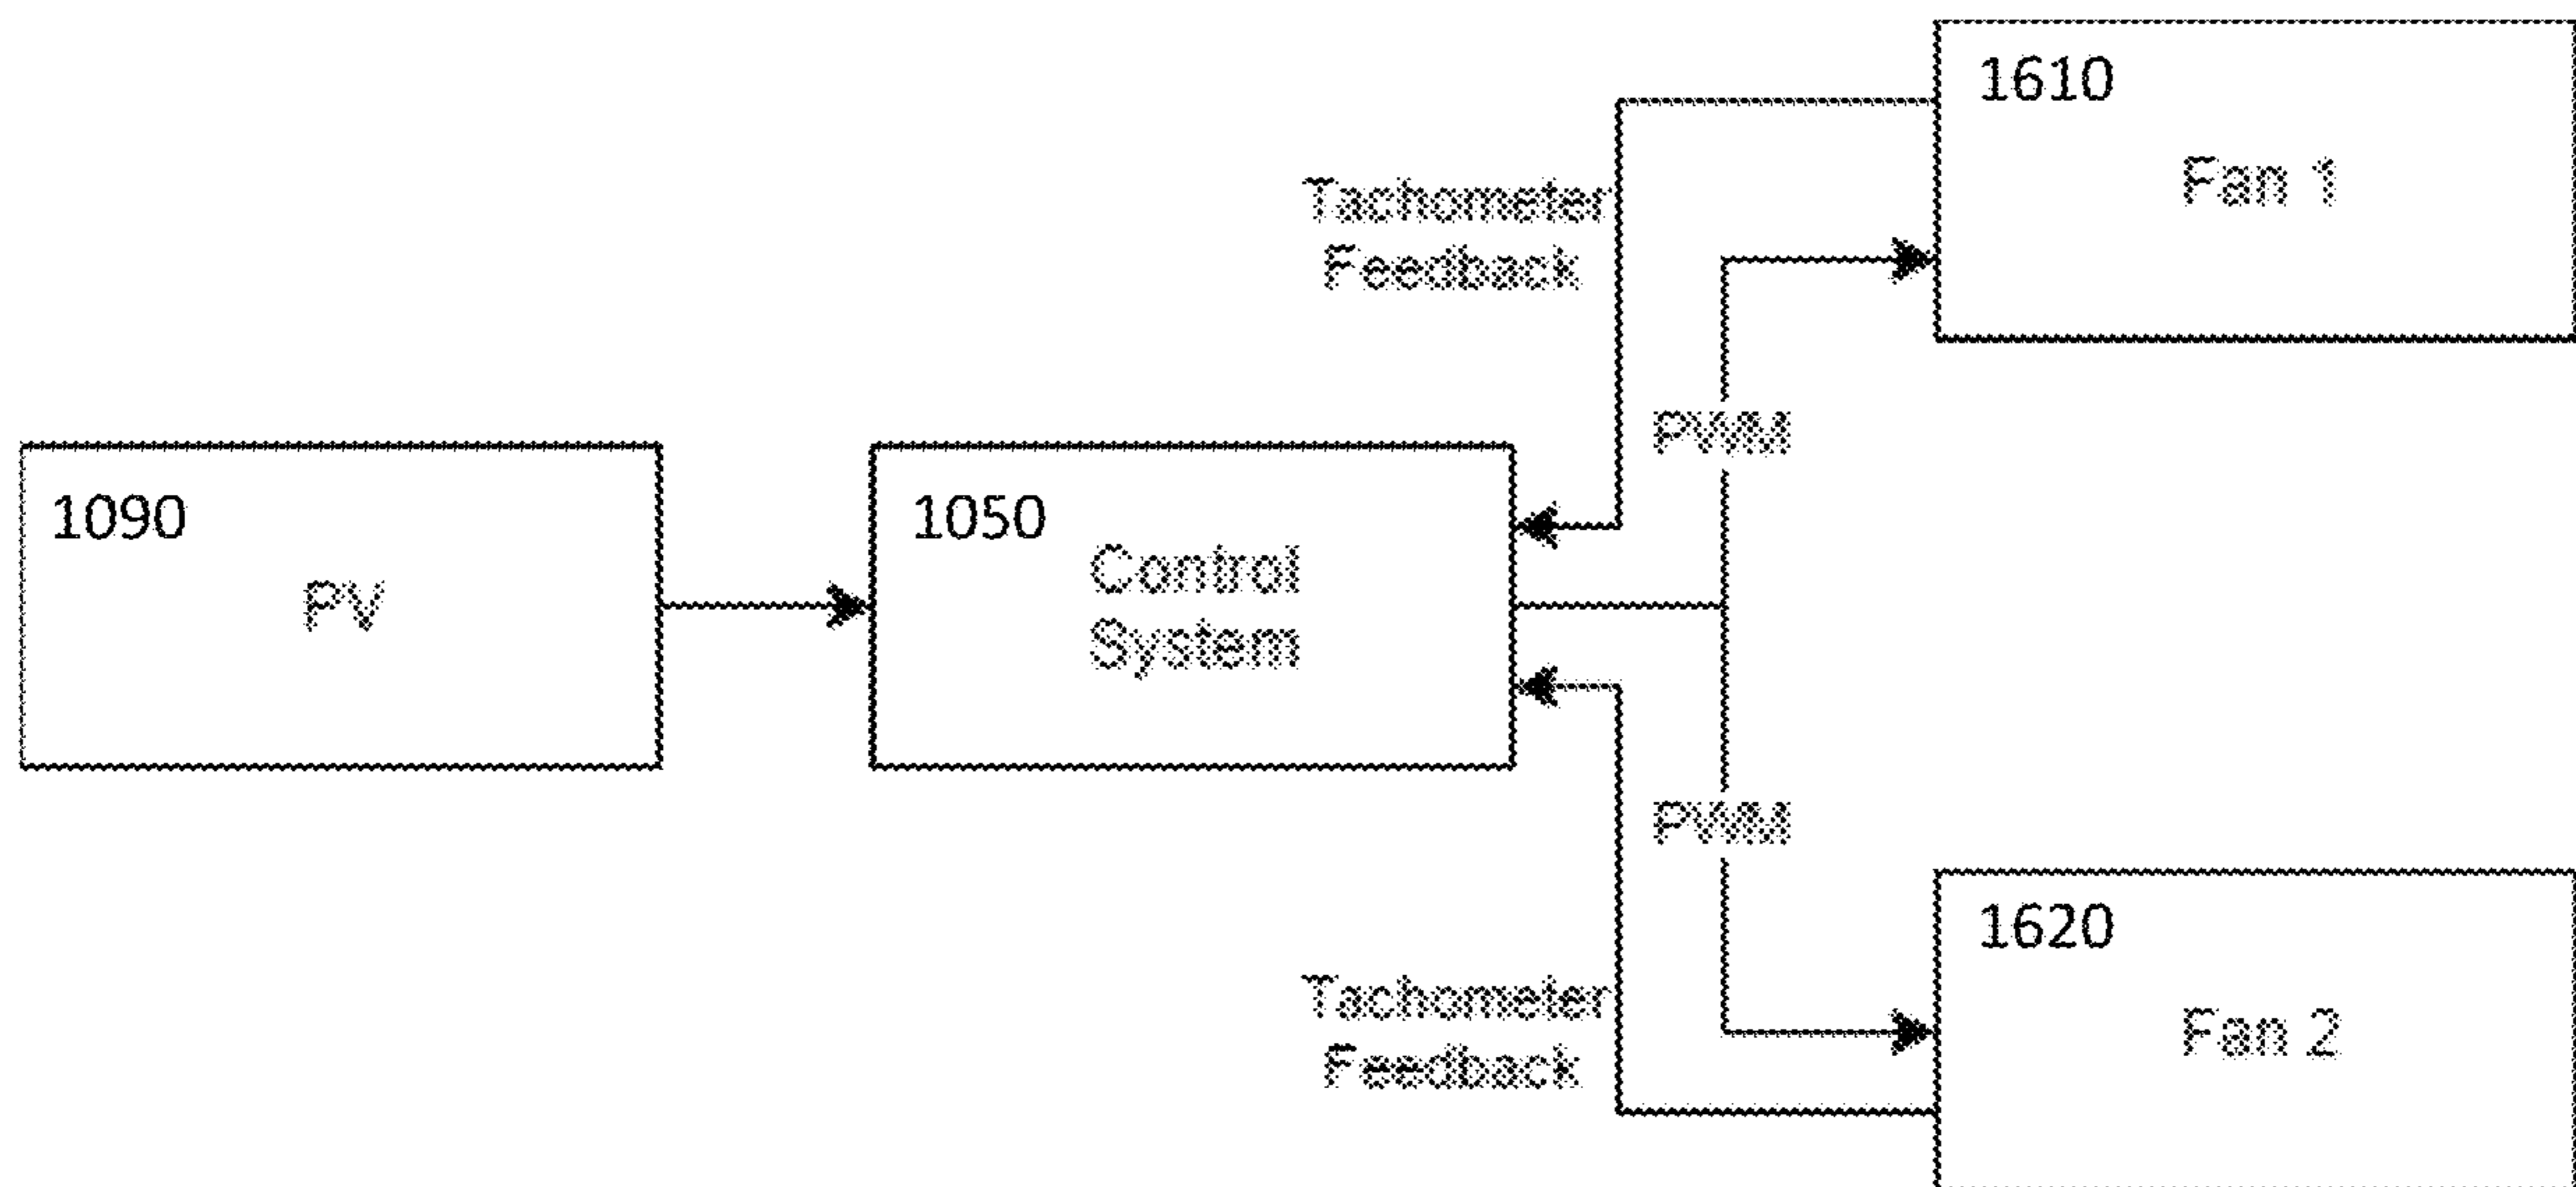 1610
Fan 1
Tachometer
Feedback
PWM
1090
PV
1050
Control
System
PWM
1620
Fan 2
Tachometer
Feedback